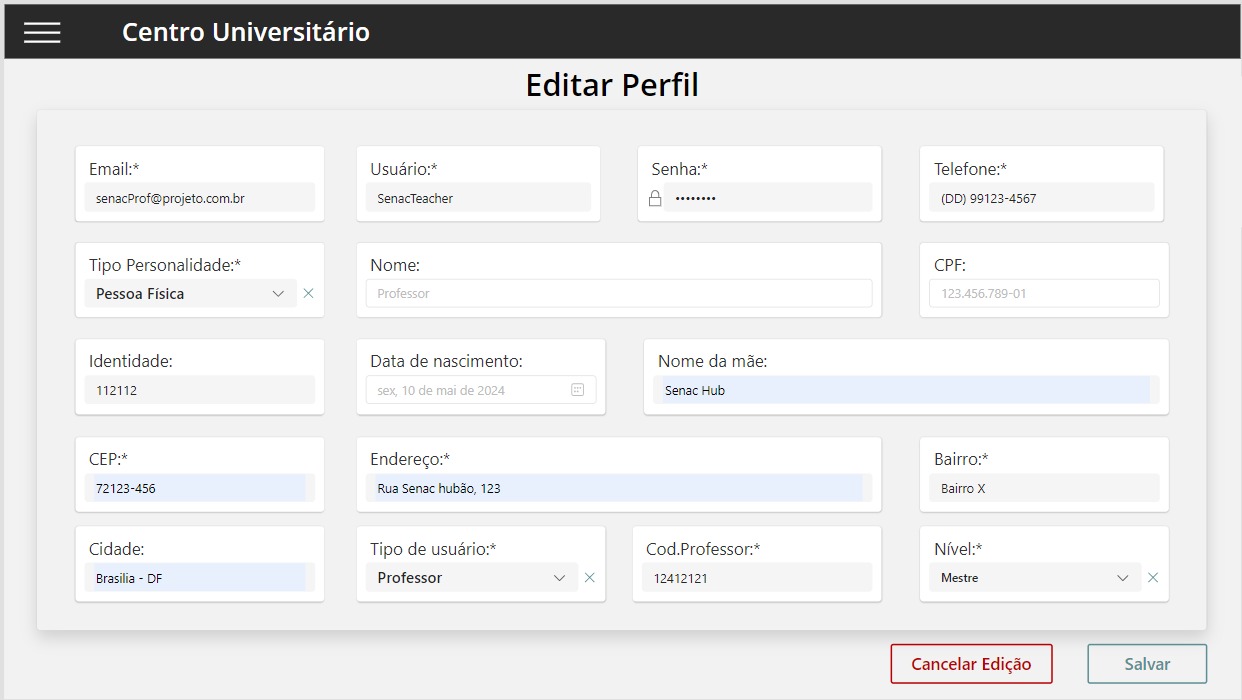 Centro Universitário
Editar Perfil
Email:*
senacProf@projeto.com.br
Usuário:*
SenacTeacher
Senha:*
••••••••
Telefone:*
(DD) 99123-4567
Tipo Personalidade:*
Pessoa Física
Nome:
Professor
CPF:
123.456.789-01
Identidade:
112112
Data de nascimento:
sex, 10 de mai de 2024
Nome da mãe:
Senac Hub
CEP:*
72123-456
Endereço:*
Rua Senac hubão, 123
Bairro:*
Bairro X
Cidade:
Brasilia - DF
Tipo de usuário:*
Professor
Cod.Professor:*
12412121
Nível:*
Mestre
Cancelar Edição
Salvar